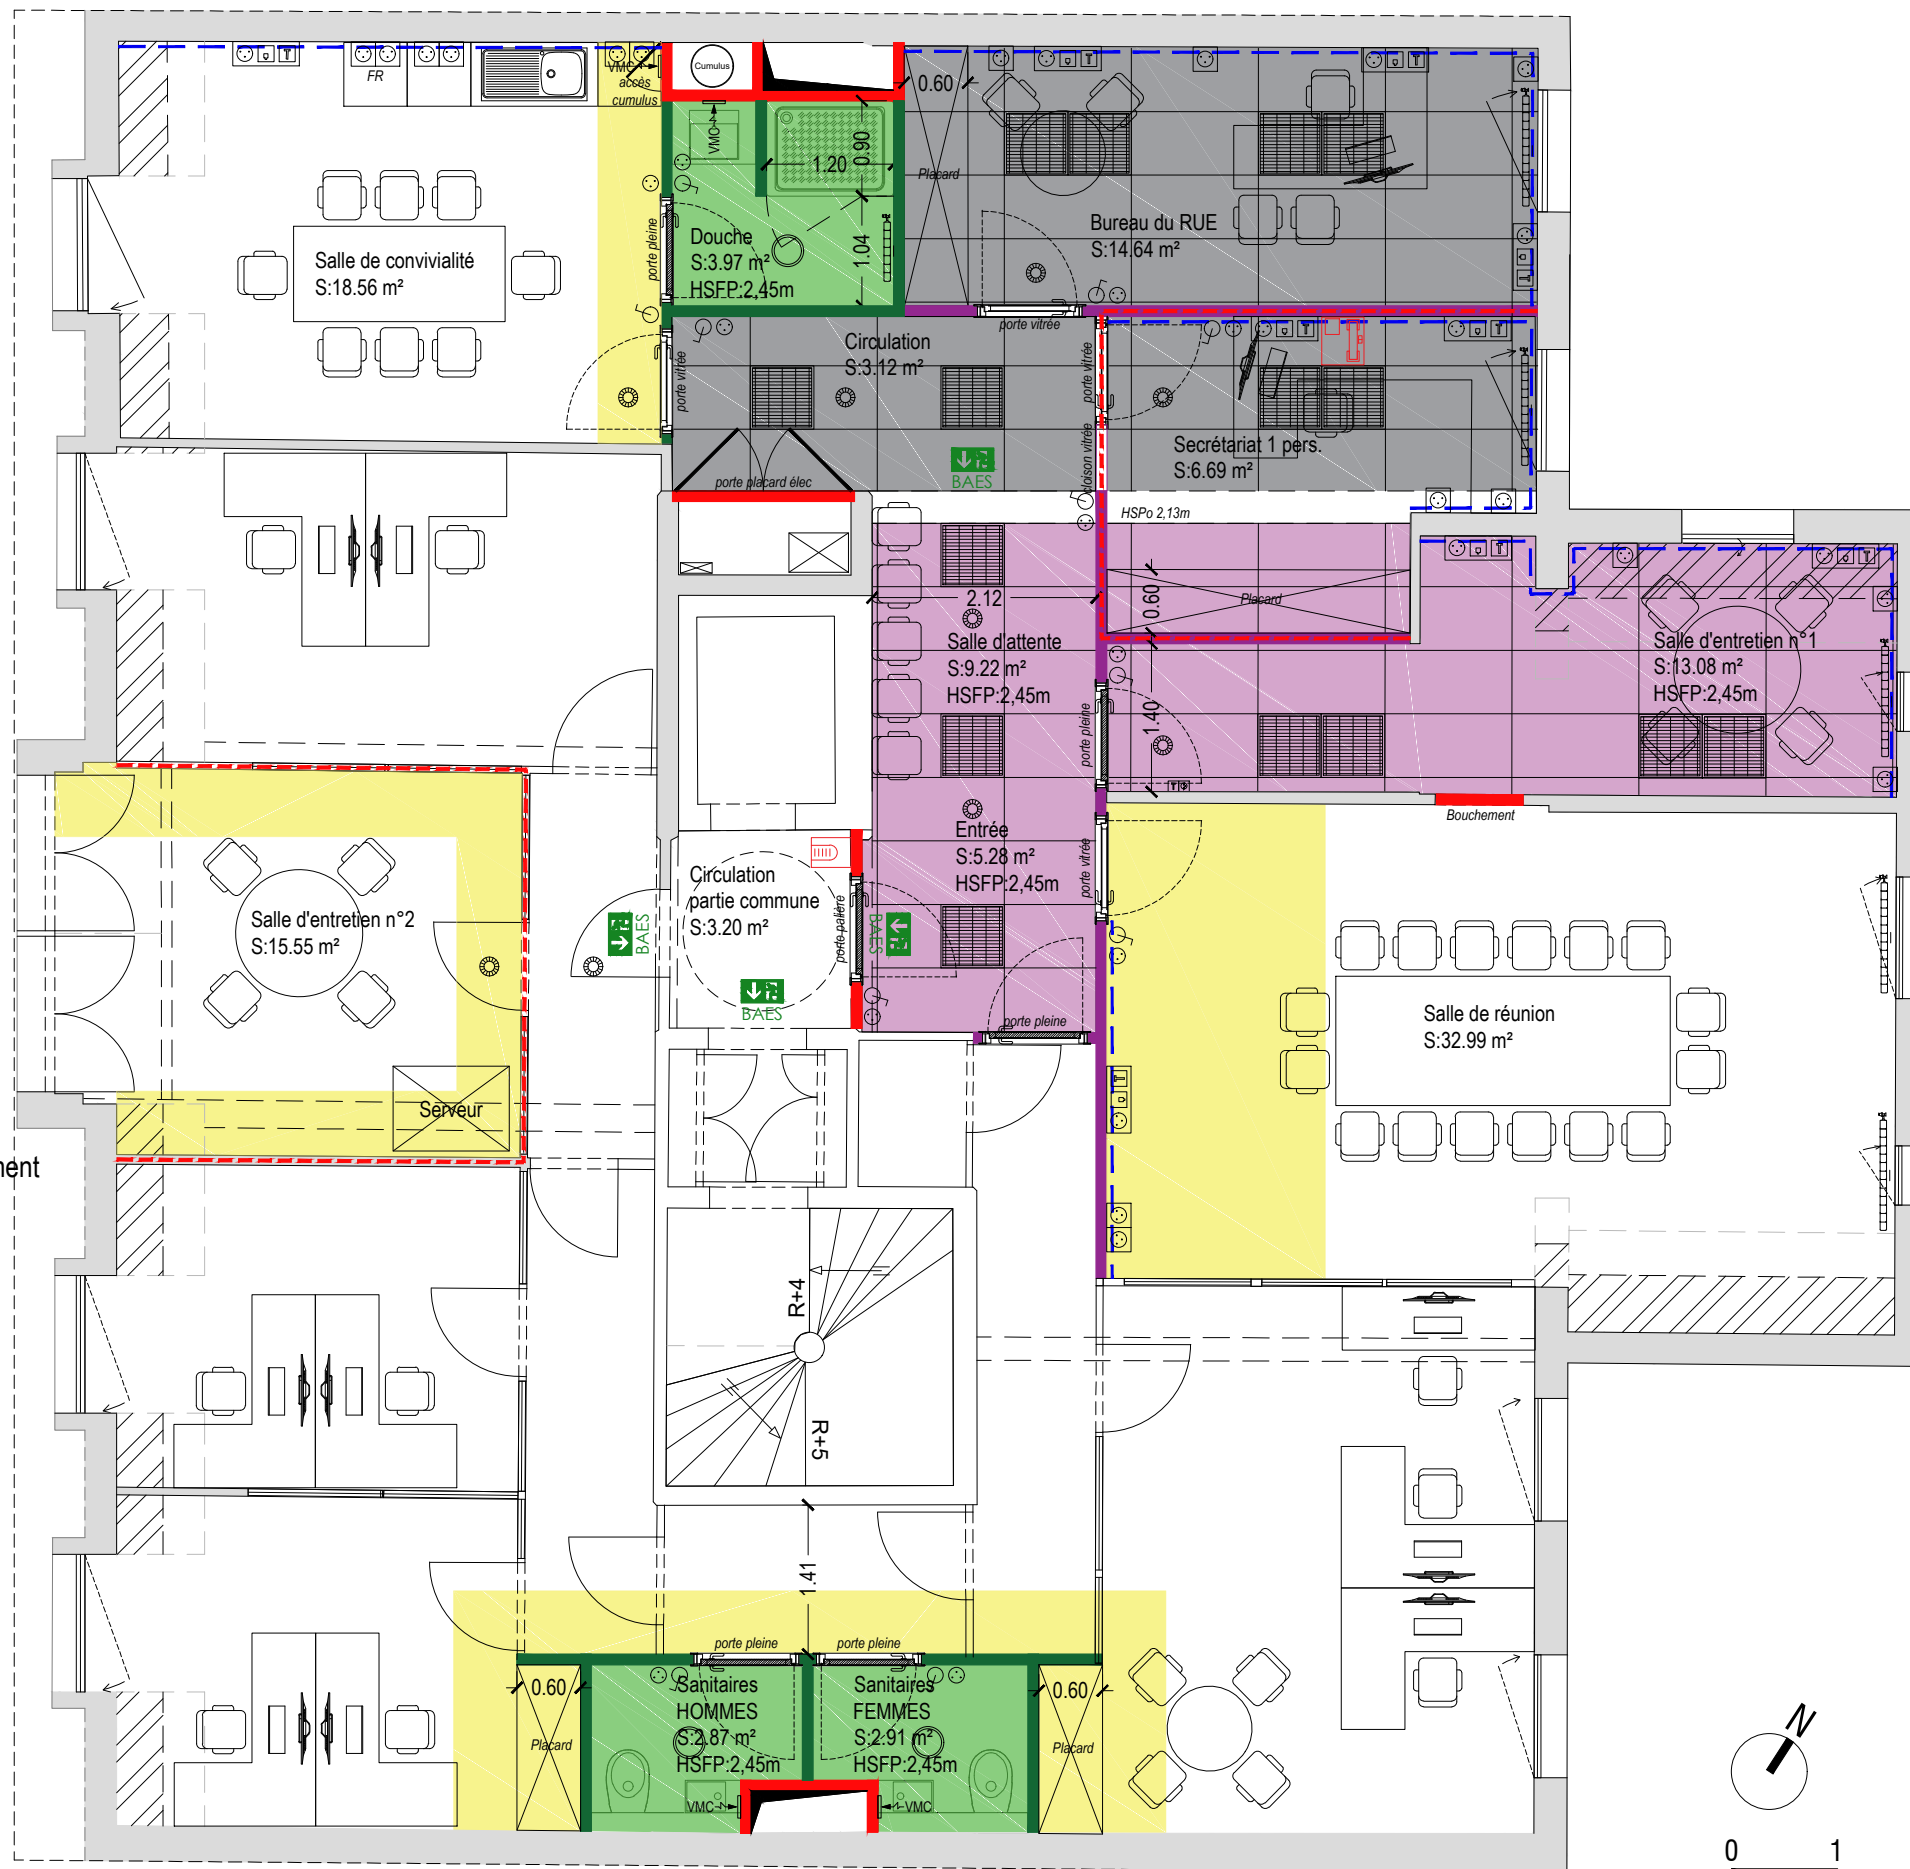 VMC
accès
cumulus
FR
Cumulus
0.60
VMC
1.20
0.90
Placard
Bureau du RUE
S:14.64 m²
Salle de convivialité
S:18.56 m²
porte pleine
Douche
S:3.97 m²
HSFP:2,45m
1.04
porte vitrée
Circulation
S:3.12 m²
porte vitrée
porte vitrée
Secrétariat 1 pers.
S:6.69 m²
cloison vitrée
porte placard élec
BAES
HSPo 2,13m
2.12
0.60
Placard
Salle d'attente
S:9.22 m²
HSFP:2,45m
Salle d'entretien n°1
S:13.08 m²
HSFP:2,45m
porte pleine
1.40
Bouchement
Entrée
S:5.28 m²
HSFP:2,45m
porte vitrée
Circulation
partie commune
S:3.20 m²
porte palière
BAES
BAES
BAES
Salle d'entretien n°2
S:15.55 m²
Salle de réunion
S:32.99 m²
porte pleine
Serveur
ment
R+4
R+5
1.41
porte pleine
porte pleine
0.60
Placard
Sanitaires
HOMMES
S:2.87 m²
HSFP:2,45m
Sanitaires
FEMMES
S:2.91 m²
HSFP:2,45m
0.60
Placard
VMC
VMC
N
0 1